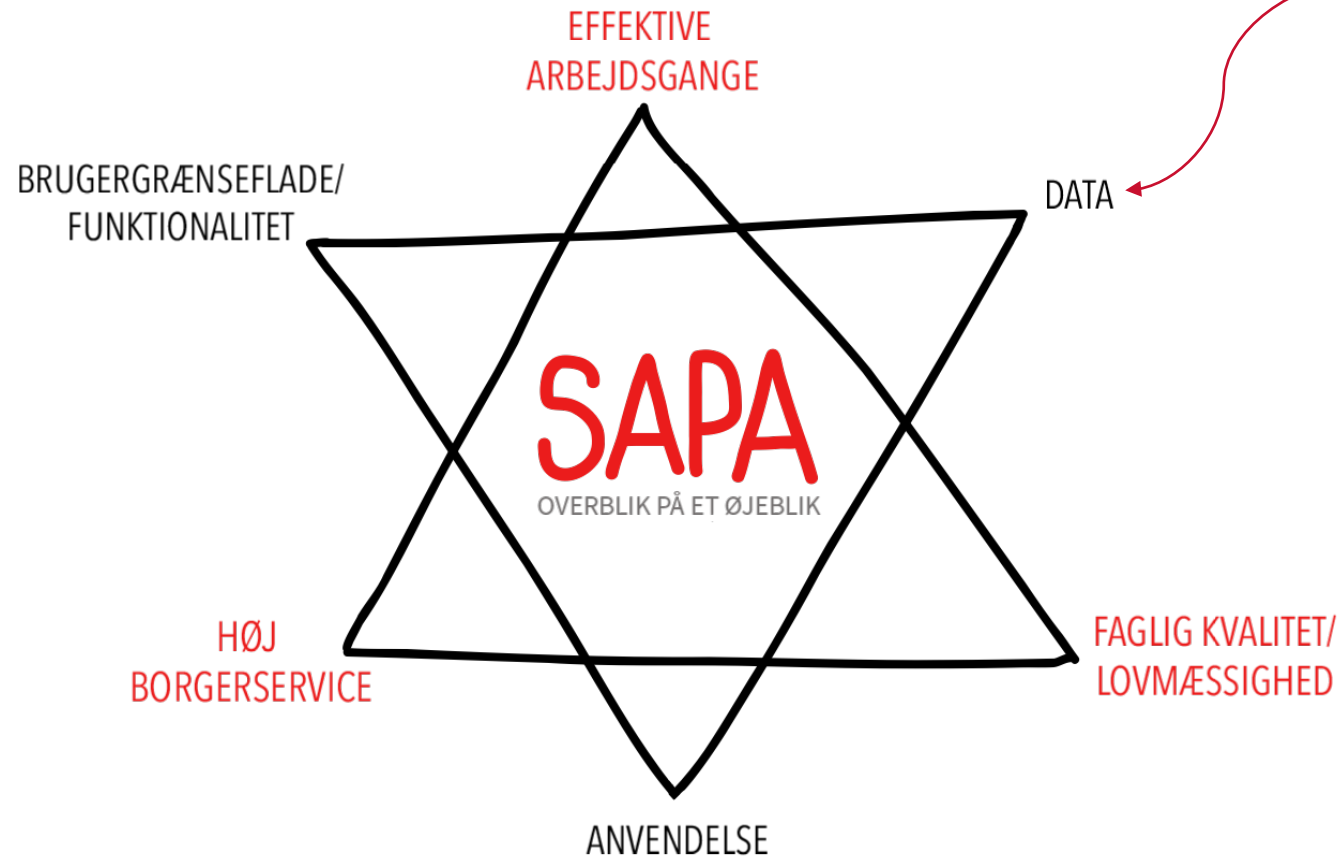 EFFEKTIVE
ARBEJDSGANGE
BRUGERGRÆNSEFLADE/
FUNKTIONALITET
DATA
SAPA
OVERBLIK PÅ ET ØJEBLIK
HØJ
BORGERSERVICE
FAGLIG KVALITET/
LOVMÆSSIGHED
ANVENDELSE